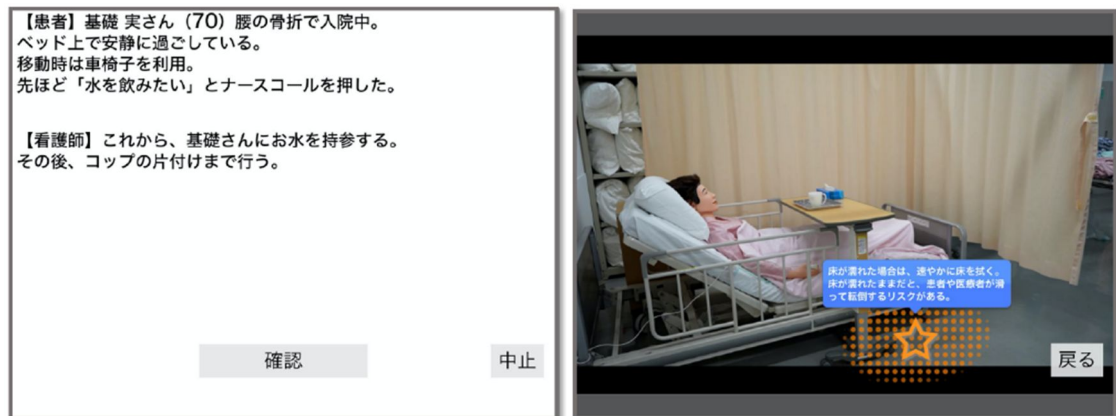 【患者】基礎 実さん（70）腰の骨折で入院中。
ベッド上で安静に過ごしている。
移動時は車椅子を利用。
先ほど「水を飲みたい」とナースコールを押した。
【看護師】これから、基礎さんにお水を持参する。
その後、コップの片付けまで行う。
確認
中止
床が濡れた場合は、速やかに床を拭く。
床が濡れたままだと、患者や医療者が滑
って転倒するリスクがある。
戻る